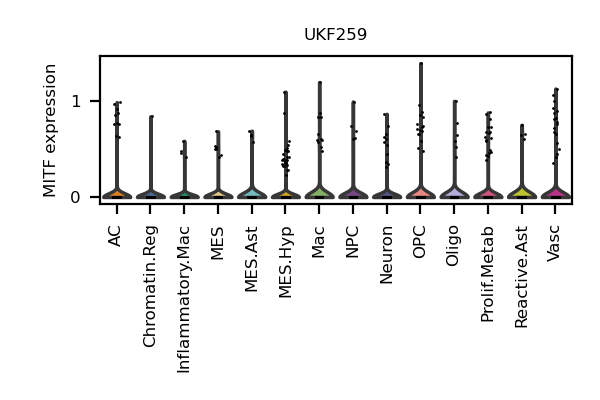 UKF259
MITF expression
1
0
AC
Chromatin.Reg
Inflammatory.Mac
MES
MES.Ast
MES.Hyp
Mac
NPC
Neuron
OPC
Oligo
Prolif.Metab
Reactive.Ast
Vasc